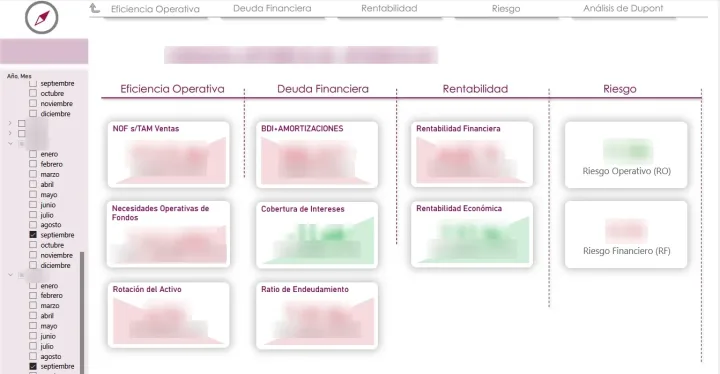 Eficiencia Operativa
Deuda Financiera
Rentabilidad
Riesgo
Análisis de Dupont
Año, Mes
septiembre
octubre
noviembre
diciembre
enero
febrero
marzo
abril
mayo
junio
julio
agosto
septiembre
octubre
noviembre
diciembre
enero
febrero
marzo
abril
mayo
junio
julio
agosto
septiembre
Eficiencia Operativa
Deuda Financiera
Rentabilidad
Riesgo
NOF s/TAM Ventas
BDI+AMORTIZACIONES
Rentabilidad Financiera
Riesgo Operativo (RO)
Necesidades Operativas de
Fondos
Cobertura de Intereses
Rentabilidad Económica
Riesgo Financiero (RF)
Rotación del Activo
Ratio de Endeudamiento